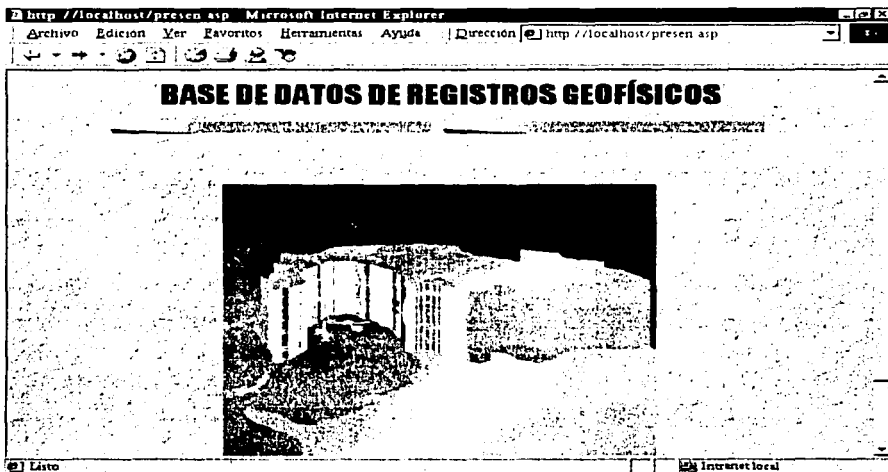 http //localhost/presen asp Microsoft Internet Explorer
Archivo Edición Ver Favoritos Herramientas Ayuda Dirección http //localhost/presen asp
BASE DE DATOS DE REGISTROS GEOFÍSICOS
Listo Intranet local